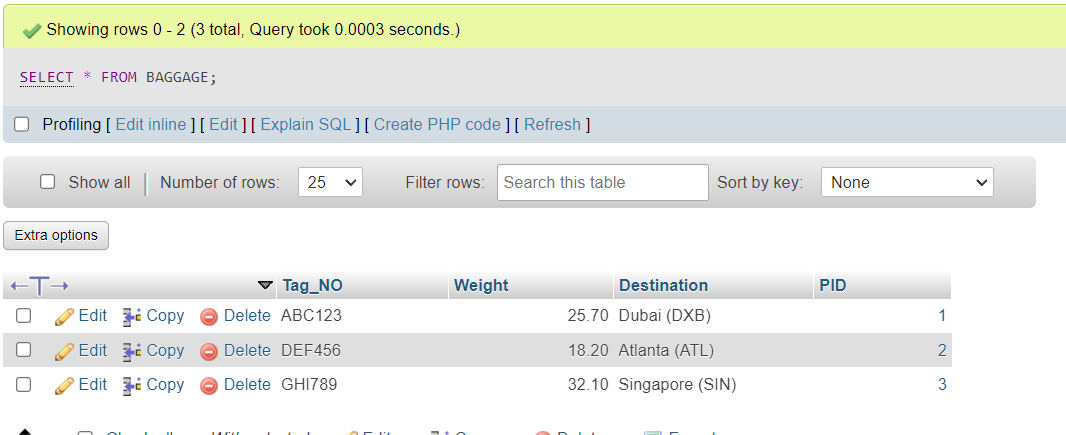 Showing rows 0 - 2 (3 total, Query took 0.0003 seconds.)
SELECT * FROM BAGGAGE;
Profiling [ Edit inline ] [ Edit ] [ Explain SQL ] [ Create PHP code ] [ Refresh ]
Show all | Number of rows: 25 Filter rows: Search this table Sort by key: None
Extra options
Tag_NO Weight Destination PID
Edit Copy Delete ABC123 25.70 Dubai (DXB) 1
Edit Copy Delete DEF456 18.20 Atlanta (ATL) 2
Edit Copy Delete GHI789 32.10 Singapore (SIN) 3